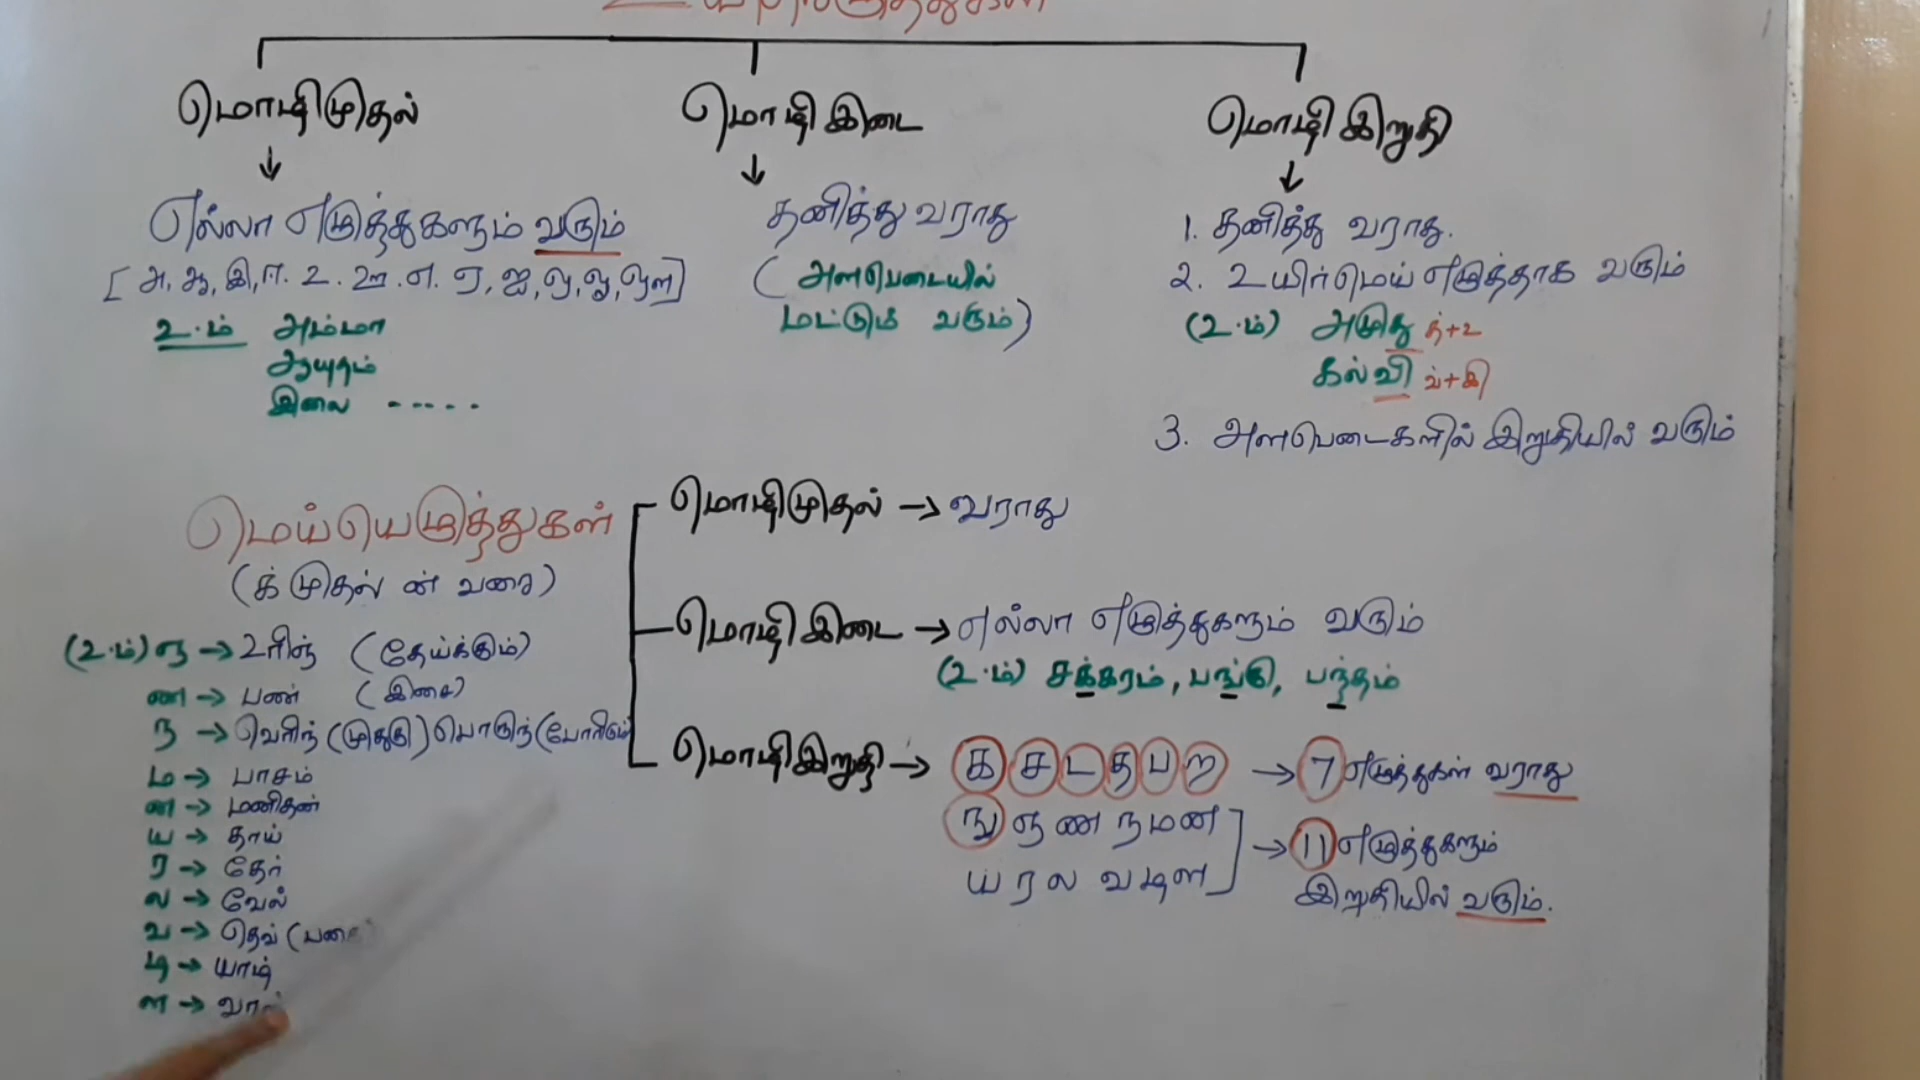 உயிரெழுத்துகள்
மொழிமுதல்
எல்லா எழுத்துகளும் வரும்
[அ, ஆ, இ, ஈ. உ. ஊ. எ. ஏ, ஐ, ஒ, ஓ, ஔ]
உ.ம் அம்மா
ஆயுதம்
இலை -----
மொழி இடை
தனித்து வராது
(அளபெடையில்
மட்டும் வரும்)
மொழி இறுதி
1. தனித்து வராது.
2. உயிர்மெய் எழுத்தாக வரும்
(உ.ம்) அமுது த்+உ
கல்வி வ்+இ
3. அளபெடைகளில் இறுதியில் வரும்
மெய்யெழுத்துகள்
(க் முதல் ன் வரை)
(உ.ம்) ஞ → உரிஞ் (தேய்க்கும்)
ண → பண் (இசை)
ந → வெரிந் (முதுகு) பொருந்
ம → பாசம்
ன → மனிதன்
ய → தாய்
ர → தேர்
ல → வேல்
வ → தெவ் (பகை
ழ → யாழ்
ள →
மொழிமுதல் → வராது
மொழி இடை → எல்லா எழுத்துகளும் வரும்
(உ.ம்) சக்கரம், பங்கு, பந்தம்
மொழிஇறுதி → க ச ட த ப ற → 7 எழுத்துகள் வராது
ங ஞ ண ந ம ன
ய ர ல வ ழ ள ] → 11 எழுத்துகளும்
இறுதியில் வரும்.